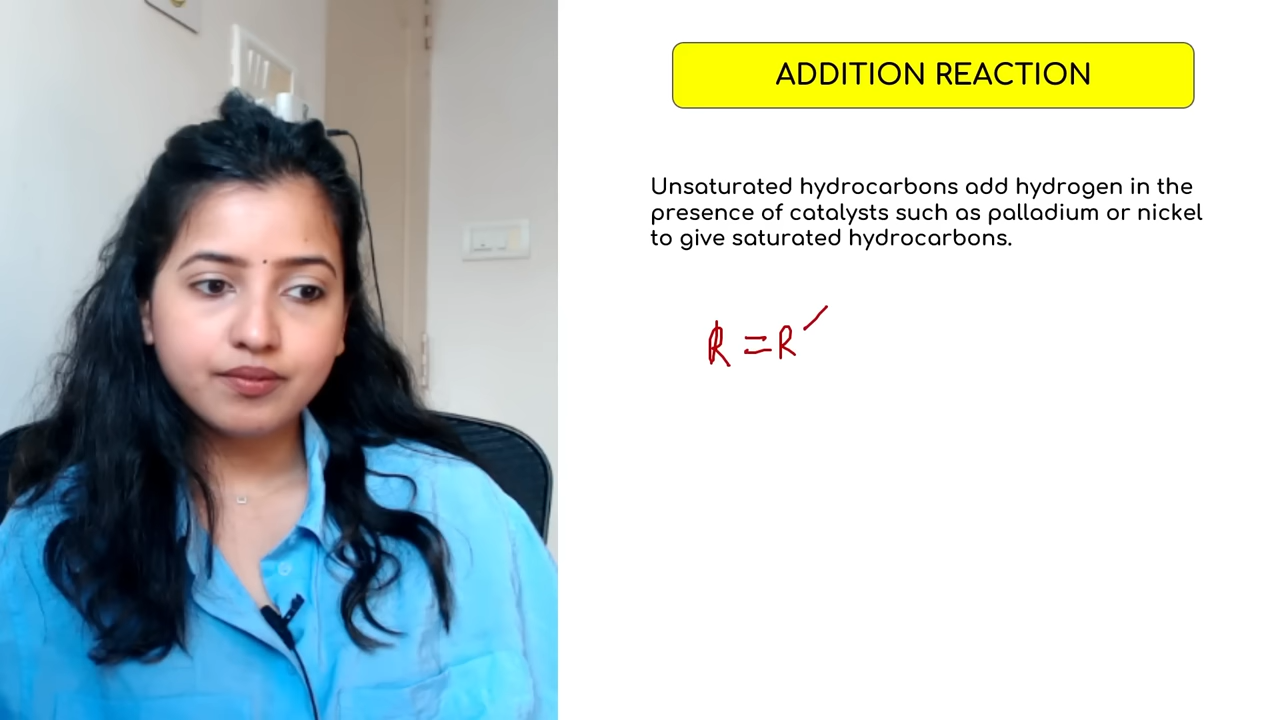 ADDITION REACTION
Unsaturated hydrocarbons add hydrogen in the
presence of catalysts such as palladium or nickel
to give saturated hydrocarbons.
R = R